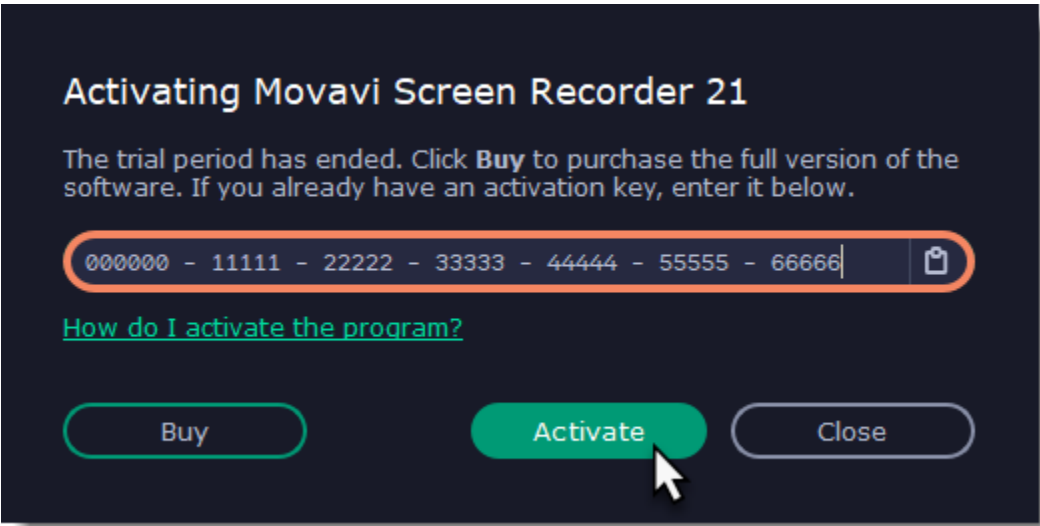 Activating Movavi Screen Recorder 21
The trial period has ended. Click Buy to purchase the full version of the
software. If you already have an activation key, enter it below.
000000 - 11111 - 22222 - 33333 - 44444 - 55555 - 66666
How do I activate the program?
Buy
Activate
Close